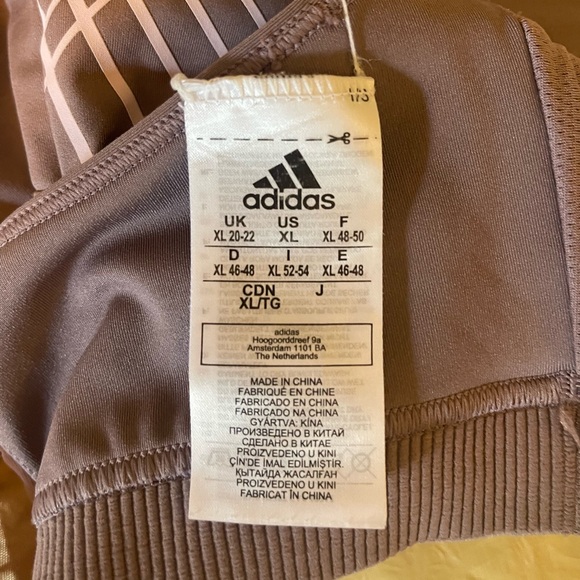 1/3
adidas
UK US F
XL 20-22 XL XL 48-50
D I E
XL 46-48 XL 52-54 XL 46-48
CDN J
XL/TG
adidas
Hoogoorddreef 9a
Amsterdam 1101 BA
The Netherlands
MADE IN CHINA
FABRIQUÉ EN CHINE
FABRICADO EN CHINA
FABRICADO NA CHINA
GYÁRTVA: KÍNA
ПРОИЗВЕДЕНО В КИТАЙ
СДЕЛАНО В КИТАЕ
PROIZVEDENO U KINI
ÇİN'DE İMAL EDİLMİŞTİR.
ҚЫТАЙДА ЖАСАЛҒАН
PROIZVEDENO U KINI
FABRICAT ÎN CHINA